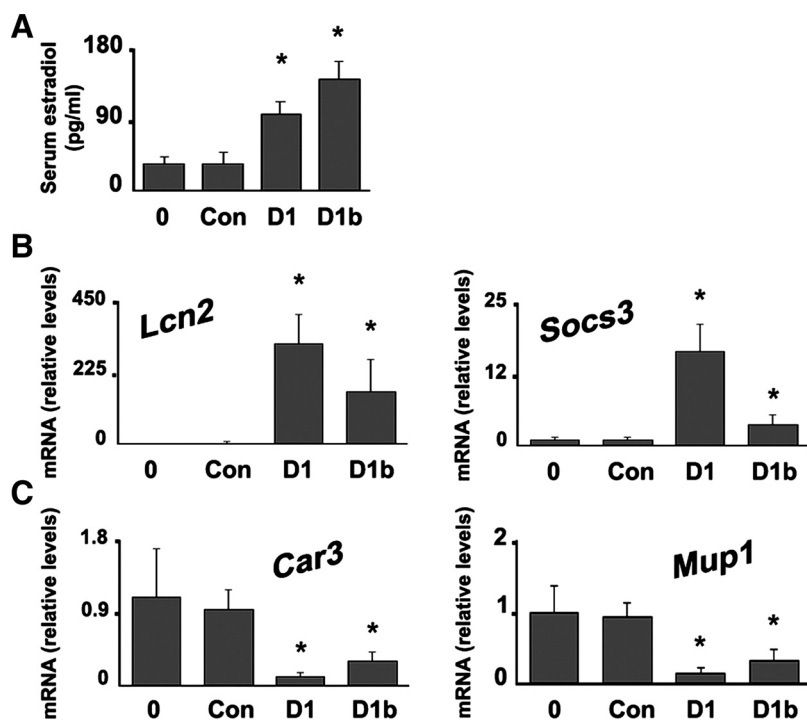 A
Serum estradiol
(pg/ml)
180
90
0
* *
0 Con D1 D1b
B
mRNA (relative levels)
450
225
0
Lcn2
* *
0 Con D1 D1b
mRNA (relative levels)
25
12
0
Socs3
* *
0 Con D1 D1b
C
mRNA (relative levels)
1.8
0.9
0
Car3
* *
0 Con D1 D1b
mRNA (relative levels)
2
1
0
Mup1
* *
0 Con D1 D1b